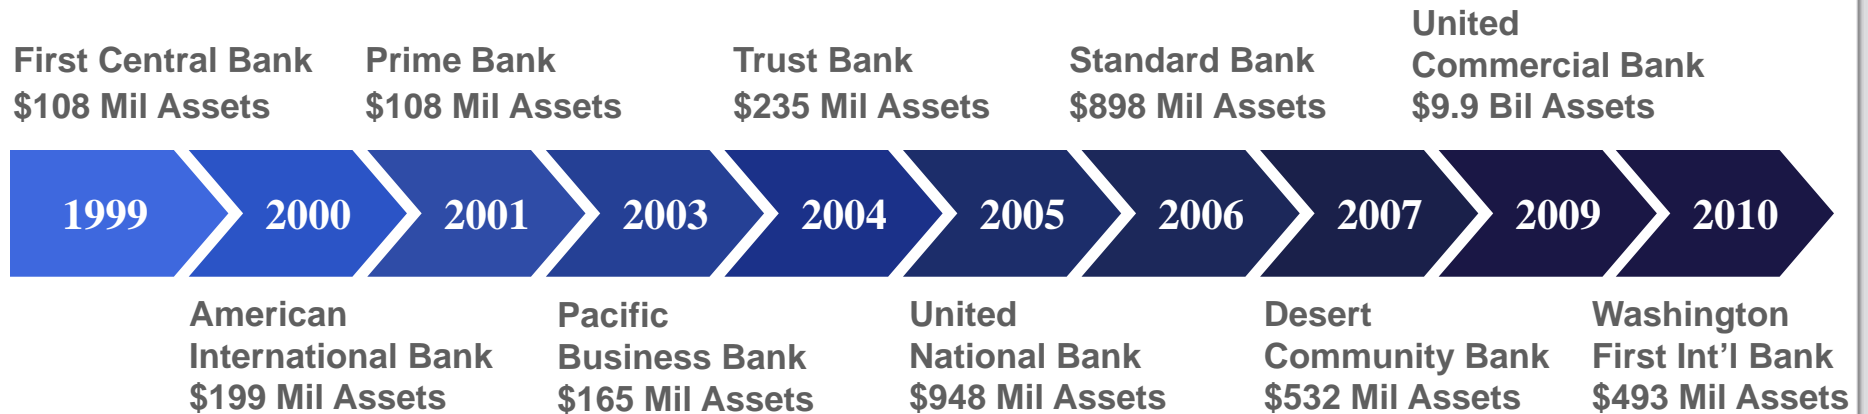 First Central Bank
$108 Mil Assets
Prime Bank
$108 Mil Assets
Trust Bank
$235 Mil Assets
Standard Bank
$898 Mil Assets
United
Commercial Bank
$9.9 Bil Assets
1999
2000
2001
2003
2004
2005
2006
2007
2009
2010
American
International Bank
$199 Mil Assets
Pacific
Business Bank
$165 Mil Assets
United
National Bank
$948 Mil Assets
Desert
Community Bank
$532 Mil Assets
Washington
First Int’l Bank
$493 Mil Assets